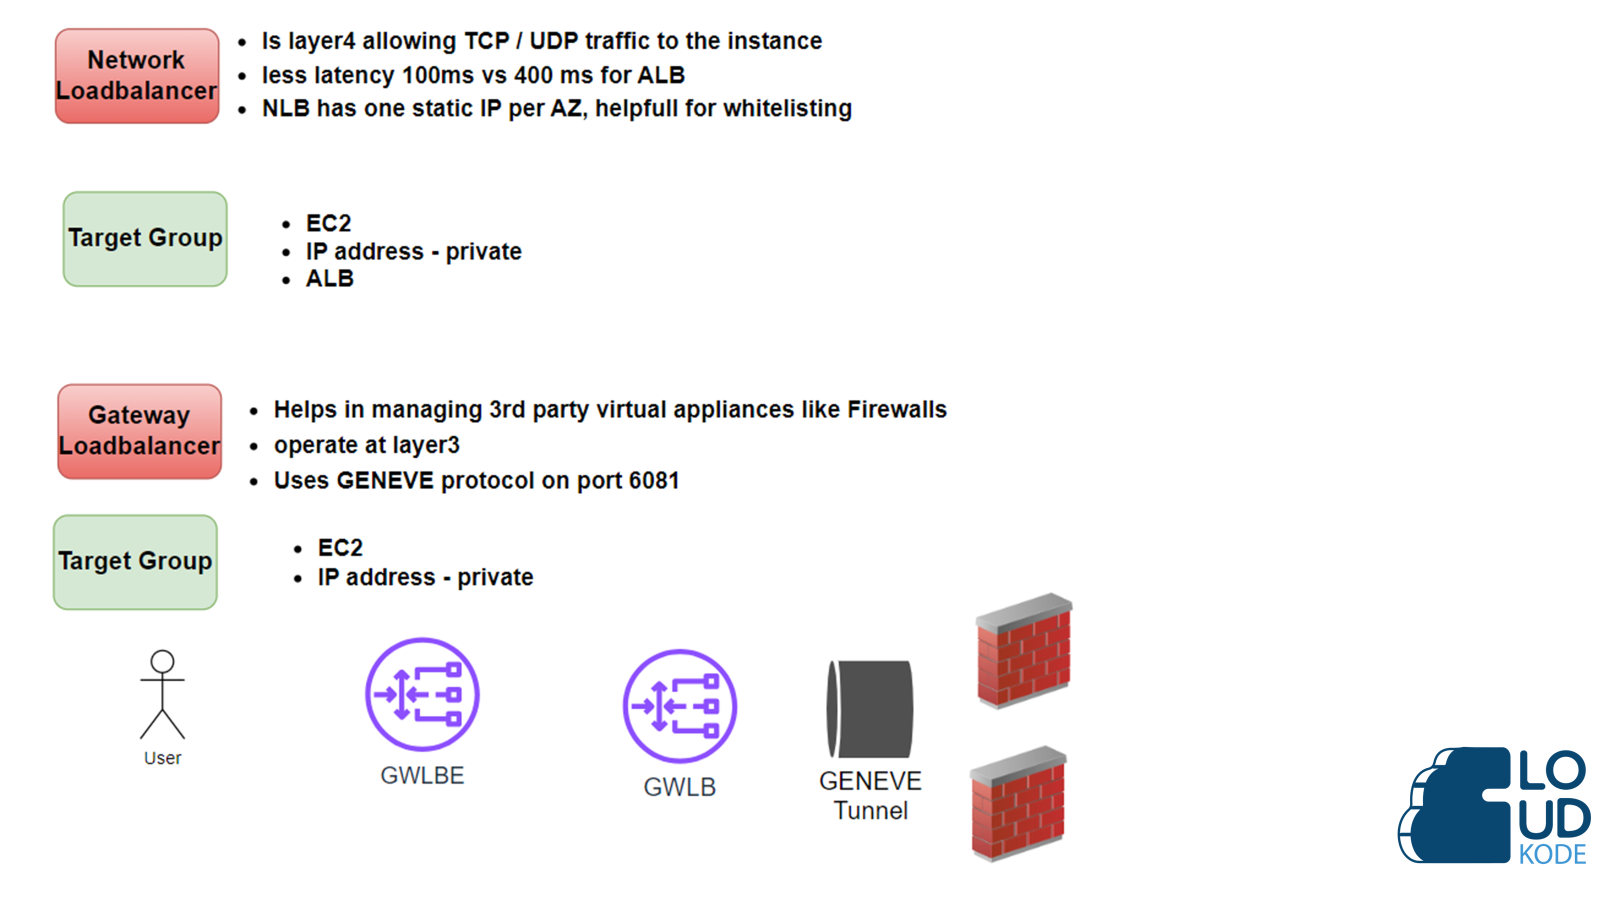 Network
Loadbalancer
Is layer4 allowing TCP / UDP traffic to the instance
less latency 100ms vs 400 ms for ALB
NLB has one static IP per AZ, helpfull for whitelisting
Target Group
EC2
IP address - private
ALB
Gateway
Loadbalancer
Helps in managing 3rd party virtual appliances like Firewalls
operate at layer3
Uses GENEVE protocol on port 6081
Target Group
EC2
IP address - private
User
GWLBE
GWLB
GENEVE
Tunnel
LO
UD
KODE